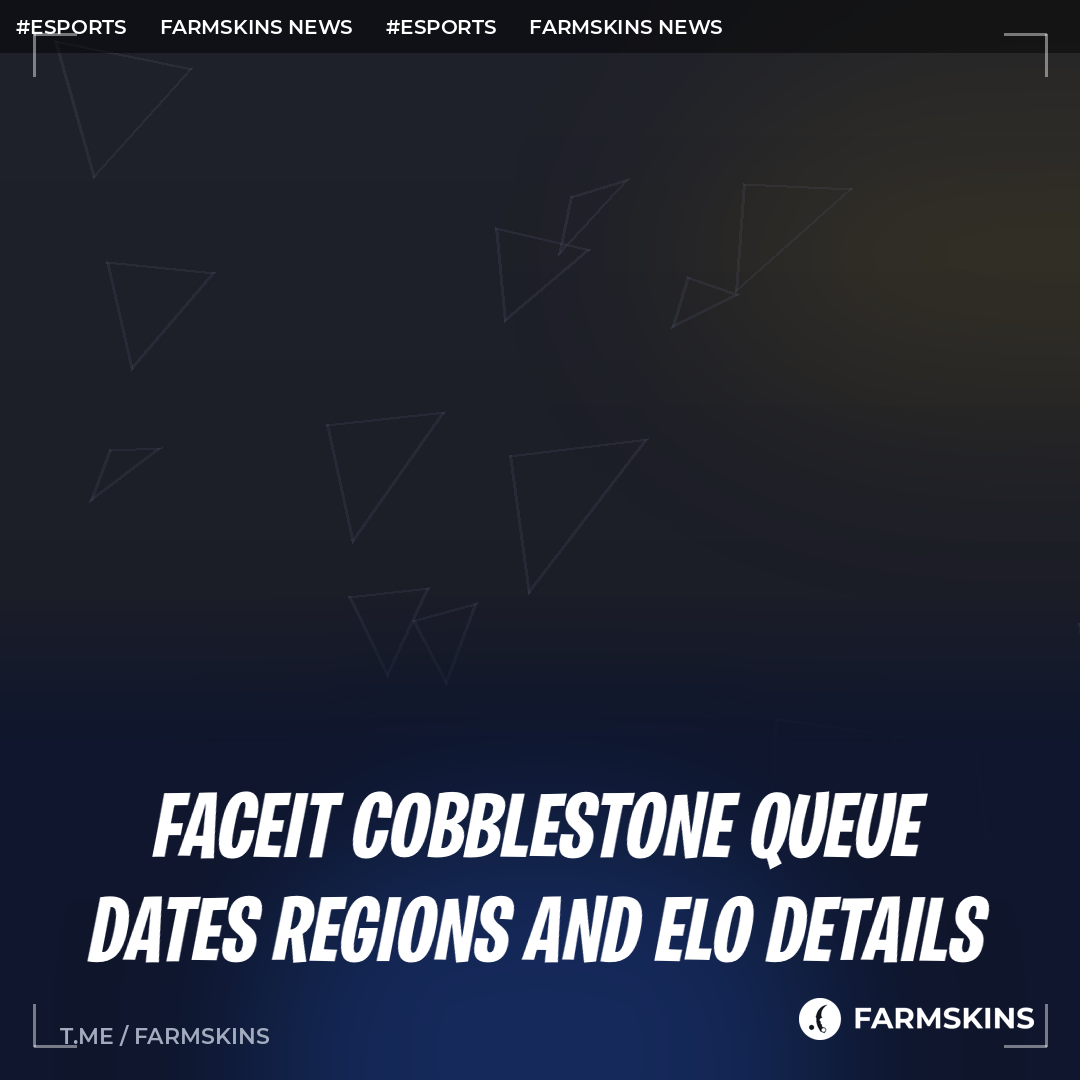 #ESPORTS FARMSKINS NEWS #ESPORTS FARMSKINS NEWS
FACEIT COBBLESTONE QUEUE
DATES REGIONS AND ELO DETAILS
T.ME / FARMSKINS
FARMSKINS